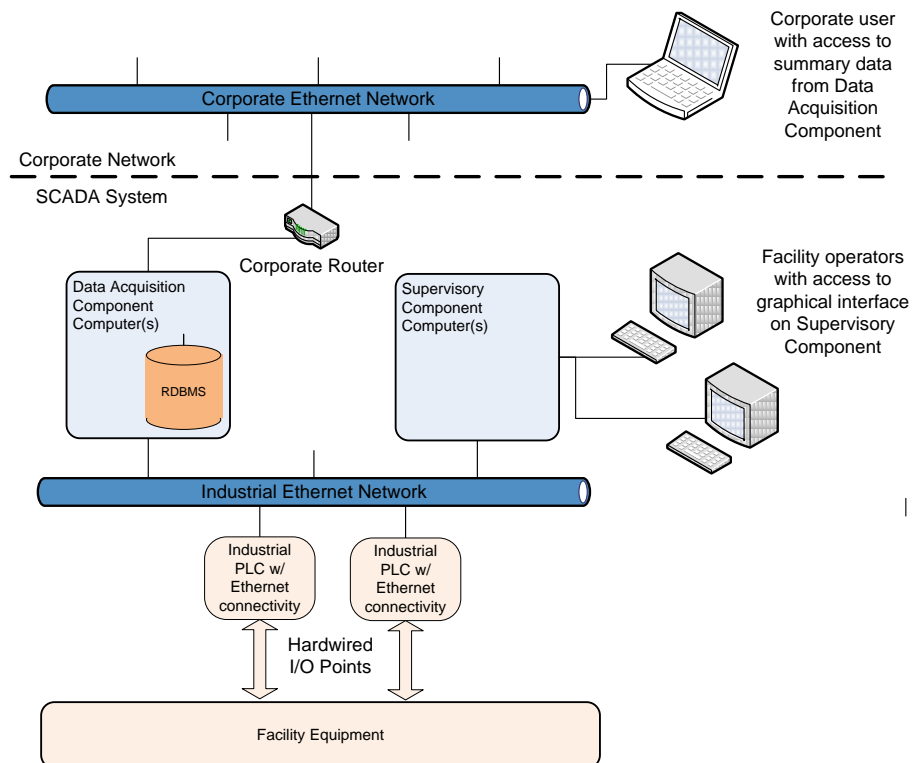 Corporate user
with access to
summary data
from Data
Acquisition
Component
Corporate Ethernet Network
Corporate Network
SCADA System
Corporate Router
Data Acquisition
Component
Computer(s)
RDBMS
Supervisory
Component
Computer(s)
Facility operators
with access to
graphical interface
on Supervisory
Component
Industrial Ethernet Network
Industrial
PLC w/
Ethernet
connectivity
Industrial
PLC w/
Ethernet
connectivity
Hardwired
I/O Points
Facility Equipment